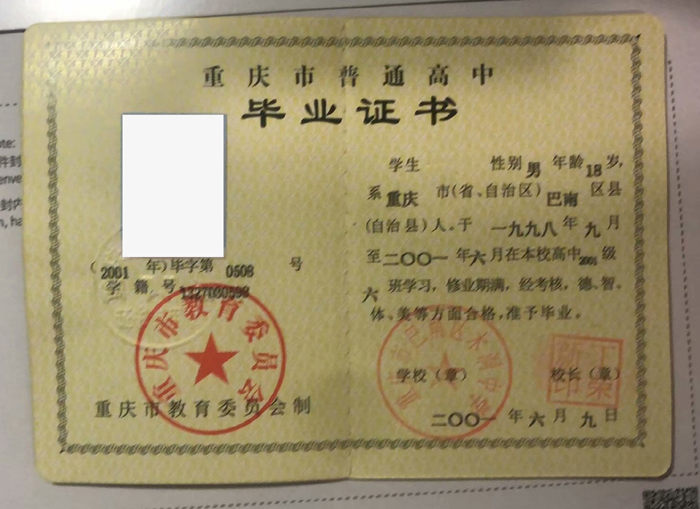 重庆市普通高中
毕业证书
(2001 年)毕字第 0508 号
学籍号
重庆市教育委员会
重庆市教育委员会制
学生 性别 男 年龄 18 岁,
系 重庆 市(省、自治区) 巴南 区县
(自治县)人。于 一九九八 年 九 月
至 二〇〇一 年 六 月在本校高中 2001 级
六 班学习,修业期满,经考核,德、智、
体、美等方面合格,准予毕业。
学校(章) 校长(章)
二〇〇一 年 六 月 九 日